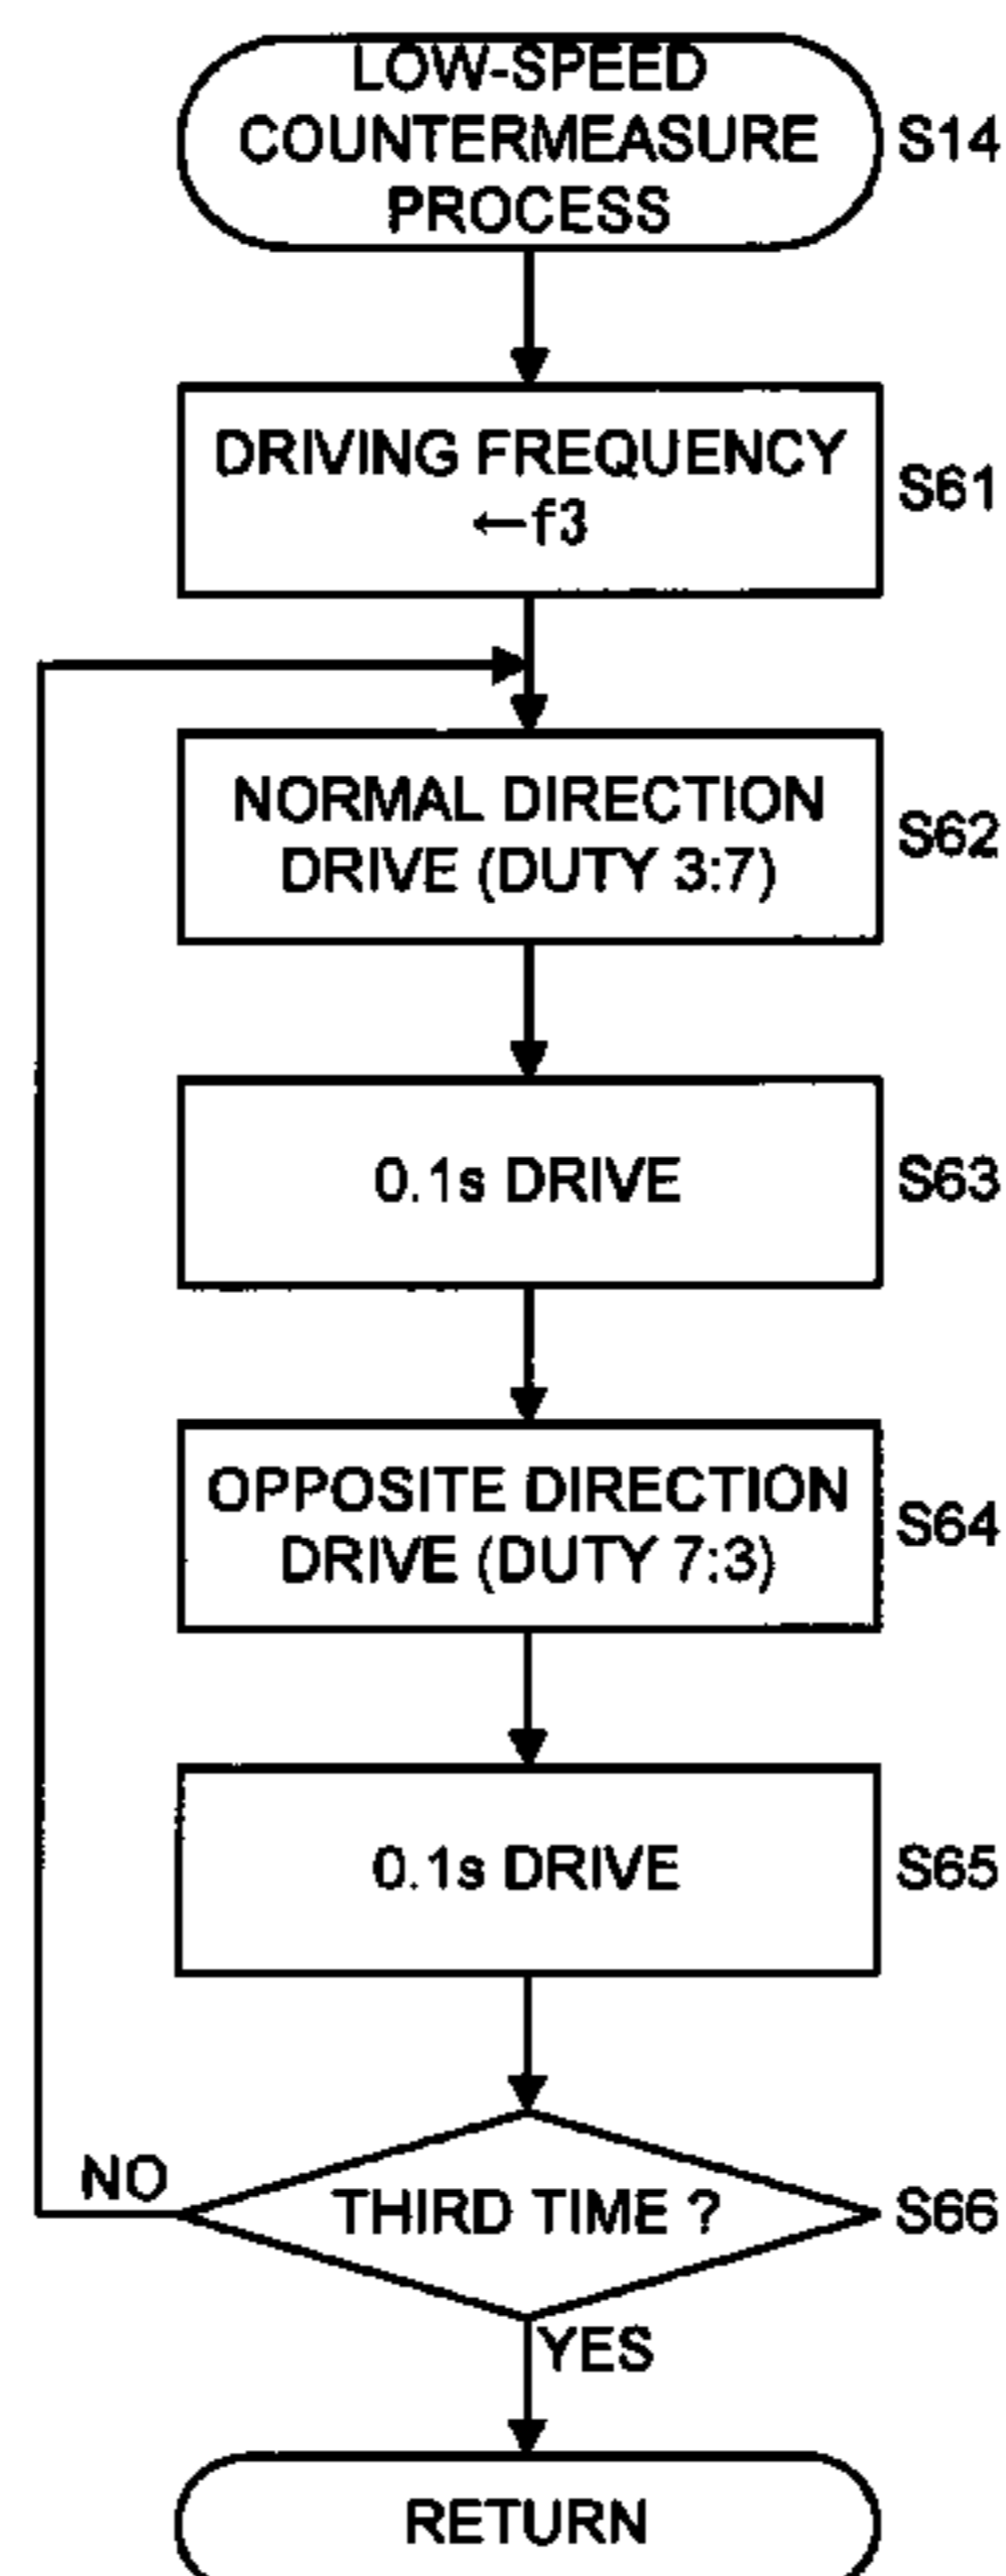 LOW-SPEED
COUNTERMEASURE
PROCESS
S14
DRIVING FREQUENCY
←f3
S61
NORMAL DIRECTION
DRIVE (DUTY 3:7)
S62
0.1s DRIVE
S63
OPPOSITE DIRECTION
DRIVE (DUTY 7:3)
S64
0.1s DRIVE
S65
THIRD TIME ?
S66
NO
YES
RETURN